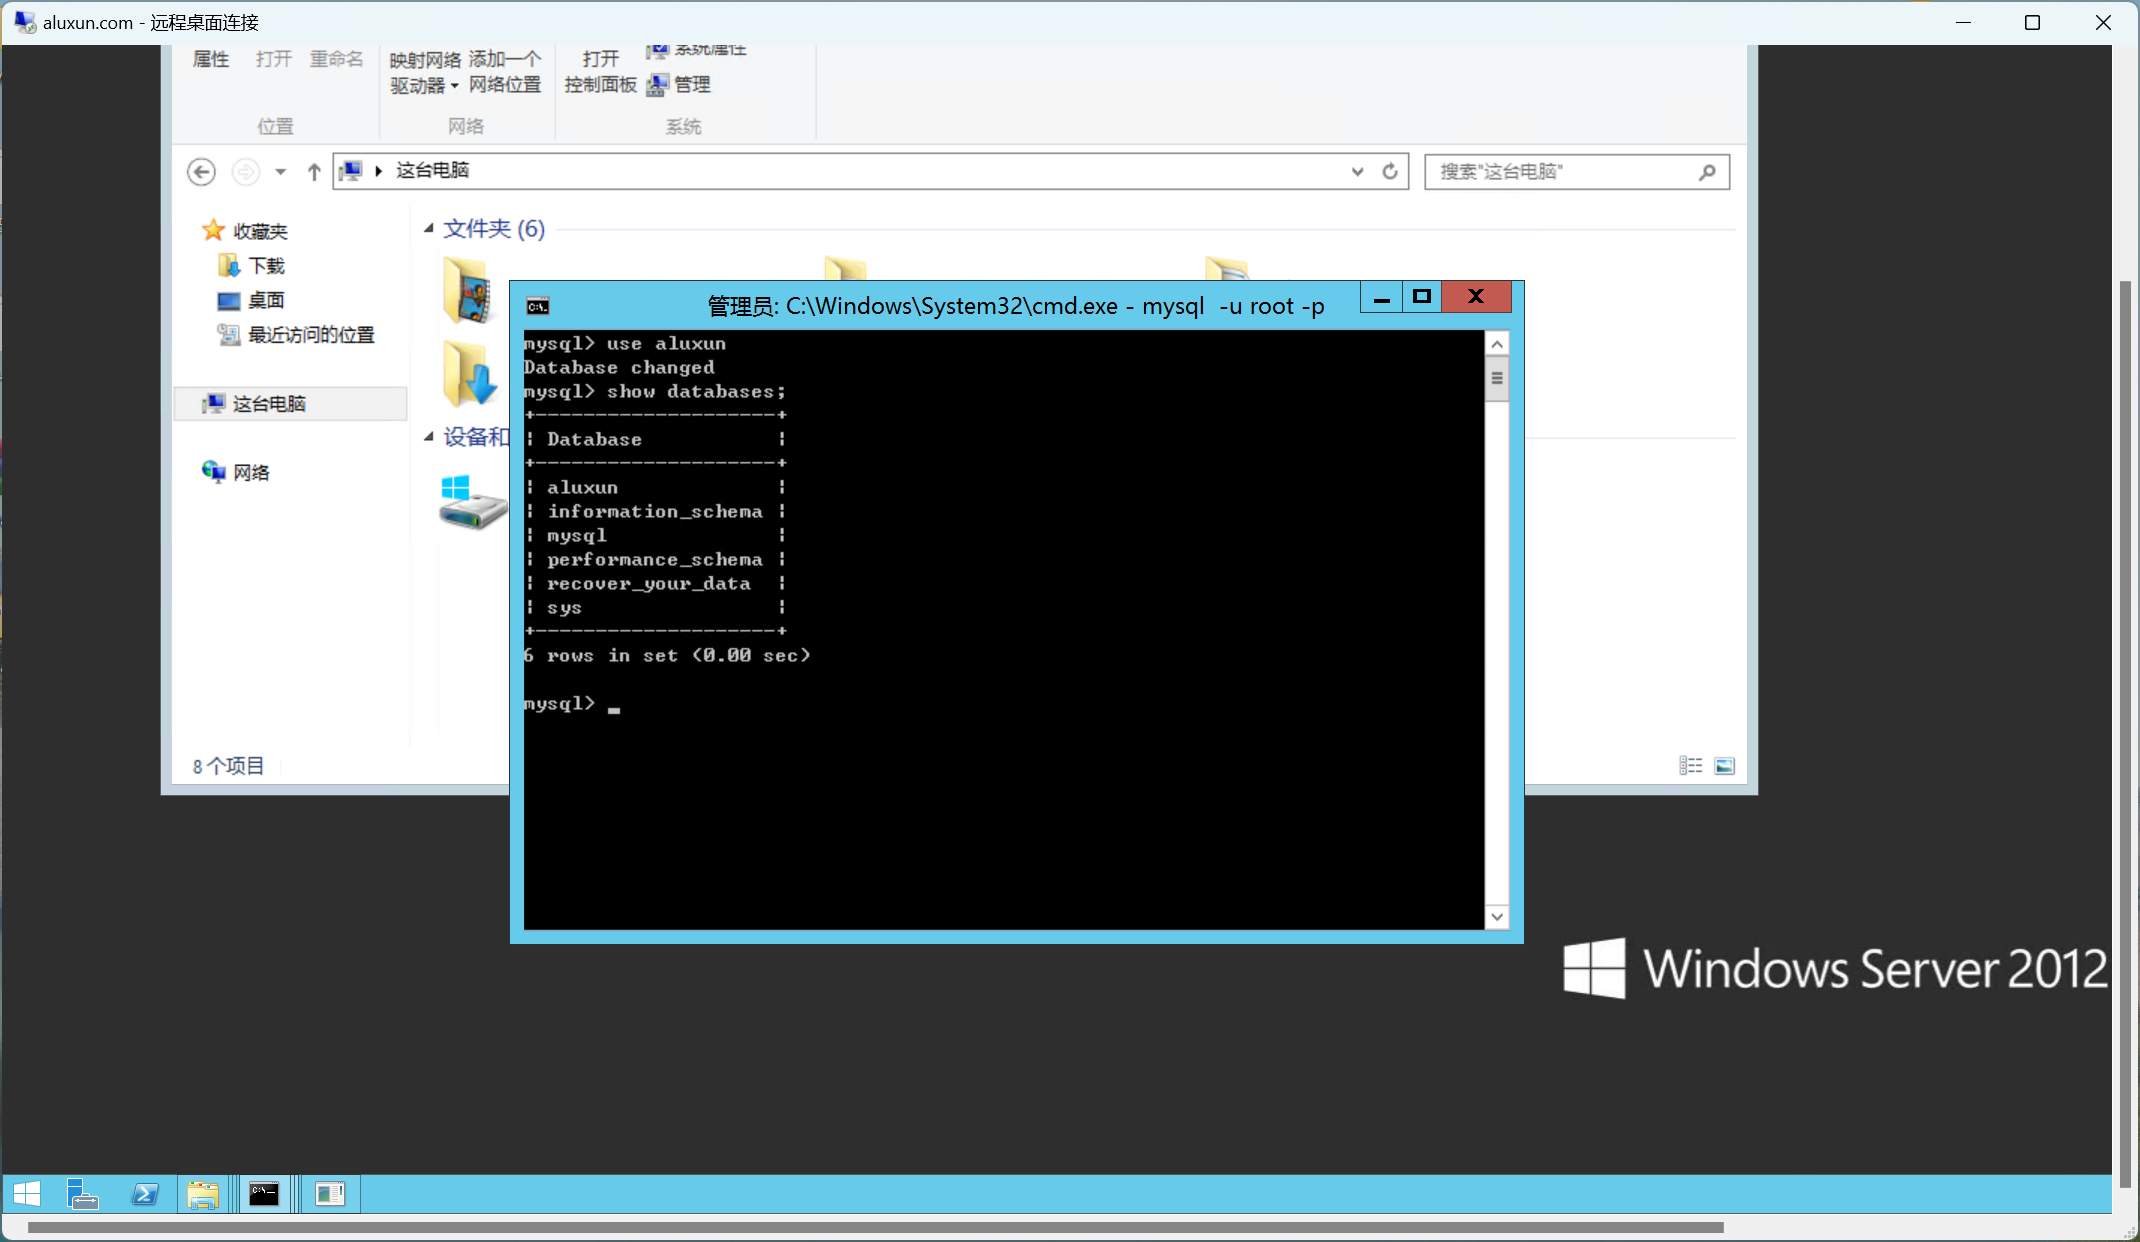 aluxun.com - 远程桌面连接
属性 打开 重命名 映射网络 添加一个 打开 系统属性
驱动器 网络位置 控制面板 管理
位置 网络 系统
这台电脑 搜索"这台电脑"
收藏夹
下载
桌面
最近访问的位置
这台电脑
网络
文件夹 (6)
设备和
8 个项目
管理员: C:\Windows\System32\cmd.exe - mysql  -u root -p
mysql> use aluxun
Database changed
mysql> show databases;
+--------------------+
| Database           |
+--------------------+
| aluxun             |
| information_schema |
| mysql              |
| performance_schema |
| recover_your_data  |
| sys                |
+--------------------+
6 rows in set (0.00 sec)
mysql> _
Windows Server 2012